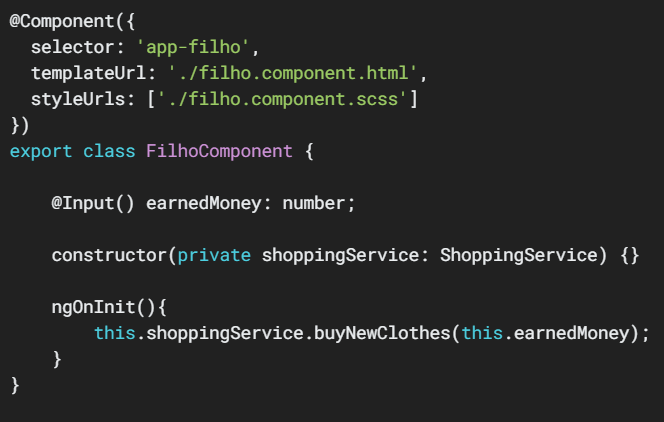 @Component({
  selector: 'app-filho',
  templateUrl: './filho.component.html',
  styleUrls: ['./filho.component.scss']
})
export class FilhoComponent {
    @Input() earnedMoney: number;
    constructor(private shoppingService: ShoppingService) {}
    ngOnInit(){
        this.shoppingService.buyNewClothes(this.earnedMoney);
    }
}